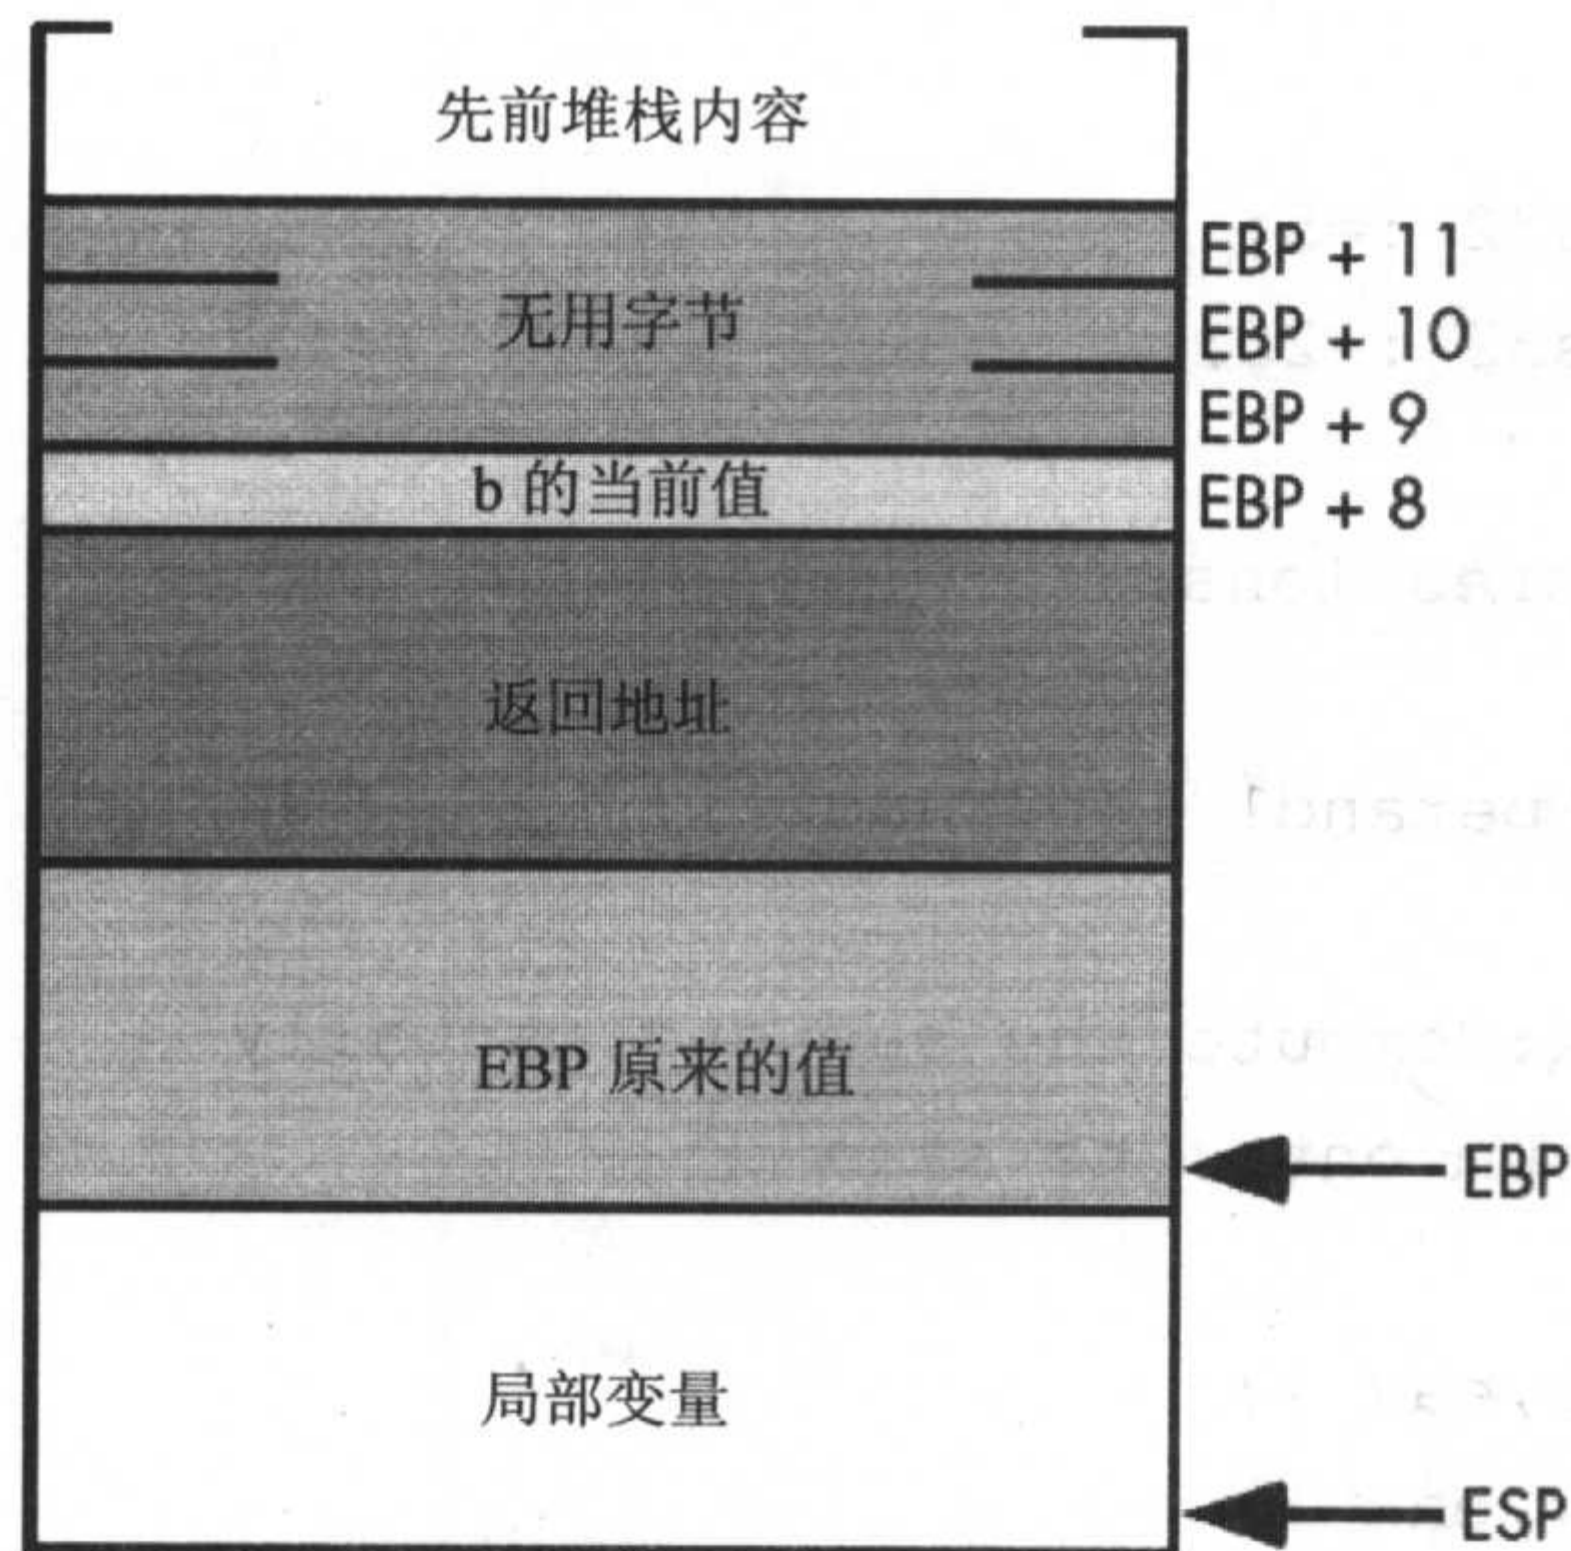 先前堆栈内容
EBP + 11
无用字节
EBP + 10
EBP + 9
b 的当前值
EBP + 8
返回地址
EBP 原来的值
EBP
局部变量
ESP